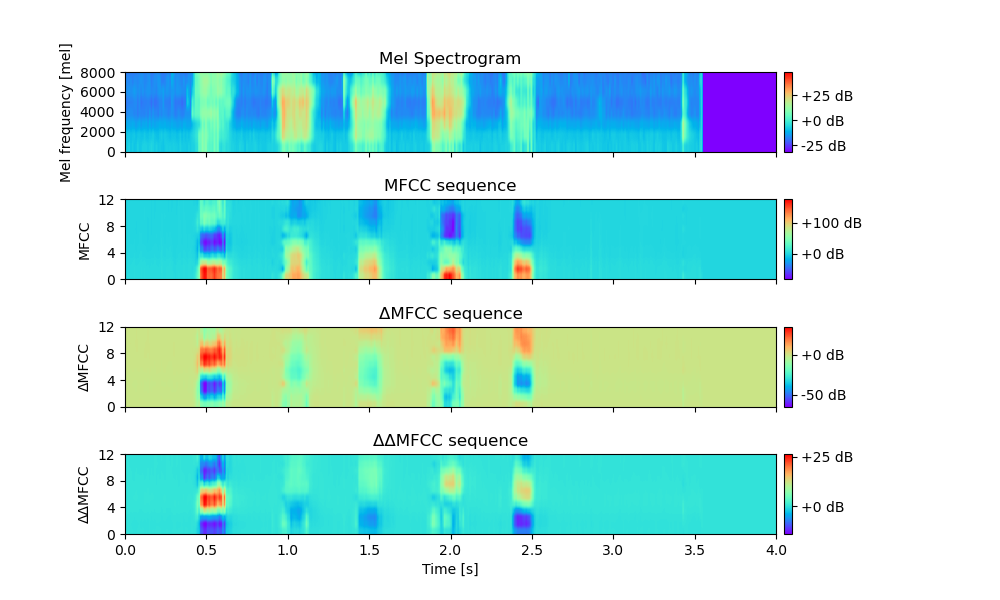 Mel Spectrogram
Mel frequency [mel]
8000
6000
4000
2000
0
+25 dB
+0 dB
-25 dB
MFCC sequence
MFCC
12
8
4
0
+100 dB
+0 dB
ΔMFCC sequence
ΔMFCC
12
8
4
0
+0 dB
-50 dB
ΔΔMFCC sequence
ΔΔMFCC
12
8
4
0
+25 dB
+0 dB
0.0 0.5 1.0 1.5 2.0 2.5 3.0 3.5 4.0
Time [s]